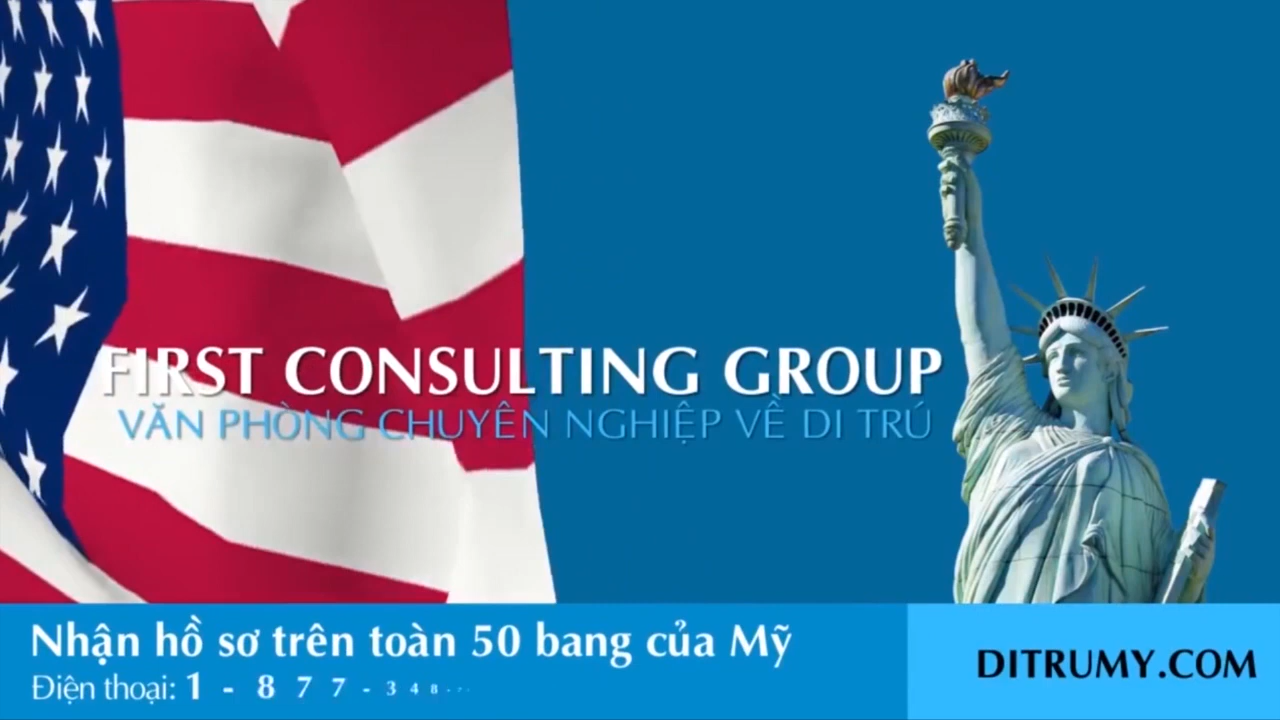 FIRST CONSULTING GROUP
VĂN PHÒNG CHUYÊN NGHIỆP VỀ DI TRÚ
Nhận hồ sơ trên toàn 50 bang của Mỹ
Điện thoại: 1 - 8 7 7 - 3 4 8 -
DITRUMY.COM